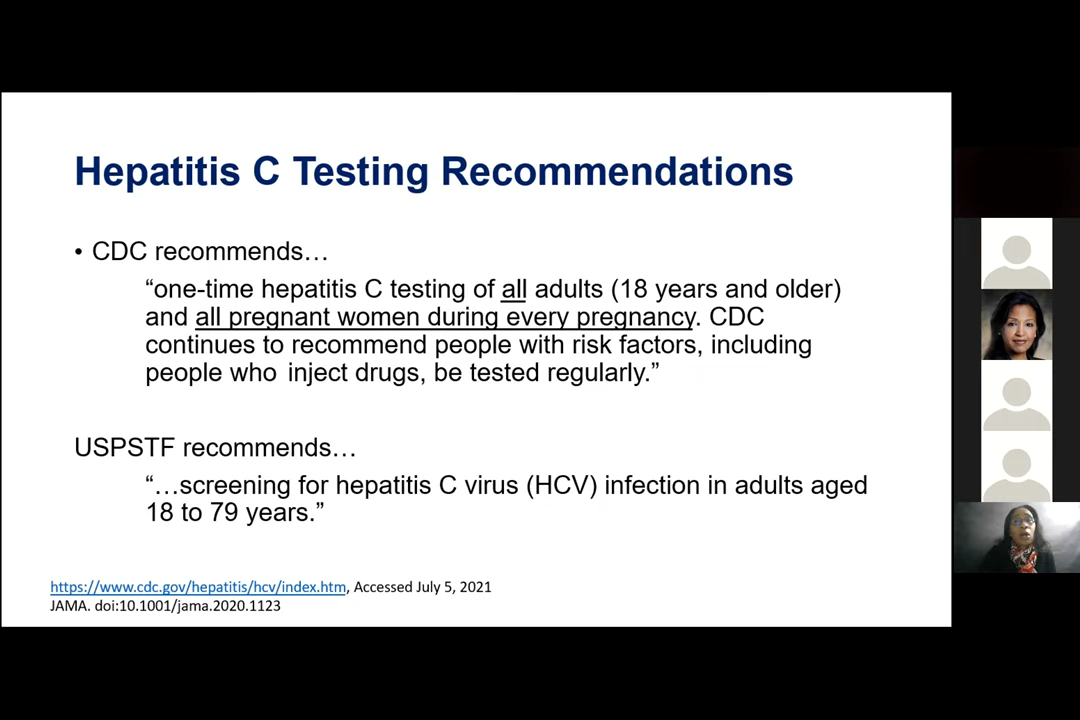 Hepatitis C Testing Recommendations
• CDC recommends…
“one-time hepatitis C testing of all adults (18 years and older)
and all pregnant women during every pregnancy. CDC
continues to recommend people with risk factors, including
people who inject drugs, be tested regularly.”
USPSTF recommends…
“…screening for hepatitis C virus (HCV) infection in adults aged
18 to 79 years.”
https://www.cdc.gov/hepatitis/hcv/index.htm, Accessed July 5, 2021
JAMA. doi:10.1001/jama.2020.1123